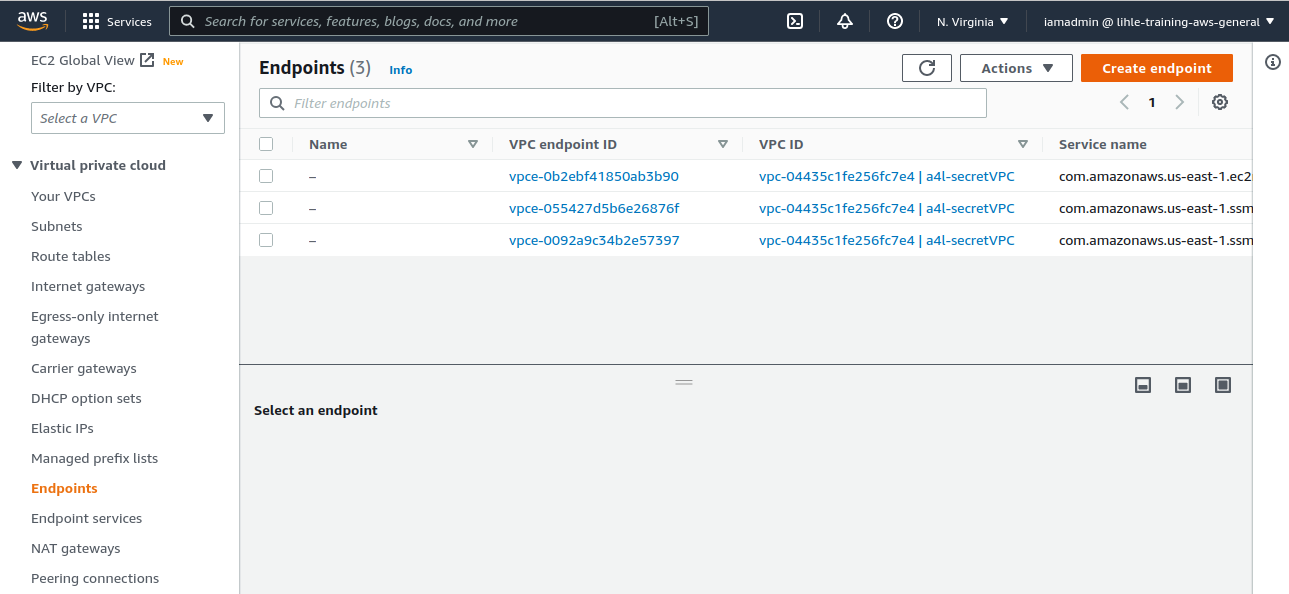 aws
Services
Search for services, features, blogs, docs, and more [Alt+S]
N. Virginia
iamadmin @ lihle-training-aws-general
EC2 Global View New
Filter by VPC:
Select a VPC
Virtual private cloud
Your VPCs
Subnets
Route tables
Internet gateways
Egress-only internet
gateways
Carrier gateways
DHCP option sets
Elastic IPs
Managed prefix lists
Endpoints
Endpoint services
NAT gateways
Peering connections
Endpoints (3) Info
Actions
Create endpoint
Filter endpoints
1
Name VPC endpoint ID VPC ID Service name
– vpce-0b2ebf41850ab3b90 vpc-04435c1fe256fc7e4 | a4l-secretVPC com.amazonaws.us-east-1.ec2
– vpce-055427d5b6e26876f vpc-04435c1fe256fc7e4 | a4l-secretVPC com.amazonaws.us-east-1.ssm
– vpce-0092a9c34b2e57397 vpc-04435c1fe256fc7e4 | a4l-secretVPC com.amazonaws.us-east-1.ssm
Select an endpoint